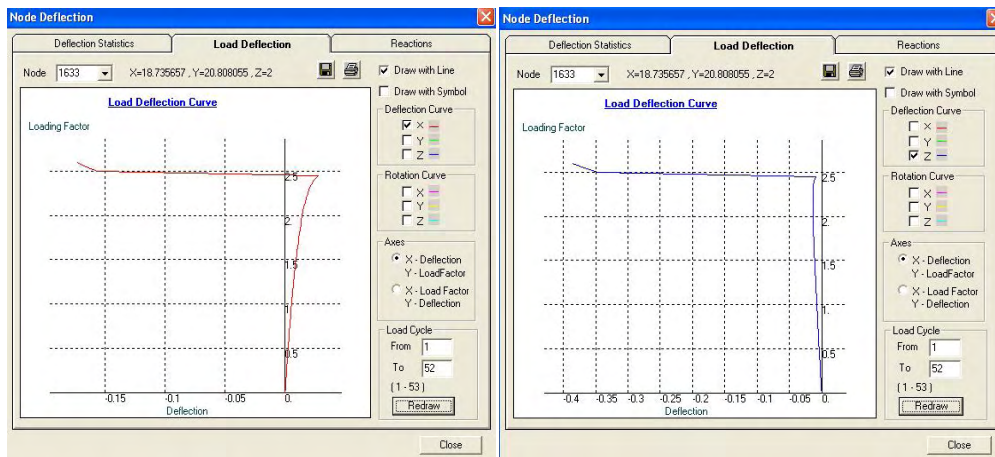 Node Deflection
Deflection Statistics
Load Deflection
Reactions
Node 1633 X=18.735657 , Y=20.808055 , Z=2
Draw with Line
Draw with Symbol
Load Deflection Curve
Loading Factor
Deflection Curve
X
Y
Z
Rotation Curve
X
Y
Z
Axes
X - Deflection
Y - LoadFactor
X - Load Factor
Y - Deflection
Load Cycle
From 1
To 52
( 1 - 53 )
Redraw
2.5
2.
1.5
1.
0.5
-0.15 -0.1 -0.05 0.
Deflection
Close
Node Deflection
Deflection Statistics
Load Deflection
Reactions
Node 1633 X=18.735657 , Y=20.808055 , Z=2
Draw with Line
Draw with Symbol
Load Deflection Curve
Loading Factor
Deflection Curve
X
Y
Z
Rotation Curve
X
Y
Z
Axes
X - Deflection
Y - LoadFactor
X - Load Factor
Y - Deflection
Load Cycle
From 1
To 52
( 1 - 53 )
Redraw
2.5
2.
1.5
1.
0.5
-0.4 -0.35 -0.3 -0.25 -0.2 -0.15 -0.1 -0.05 0.
Deflection
Close